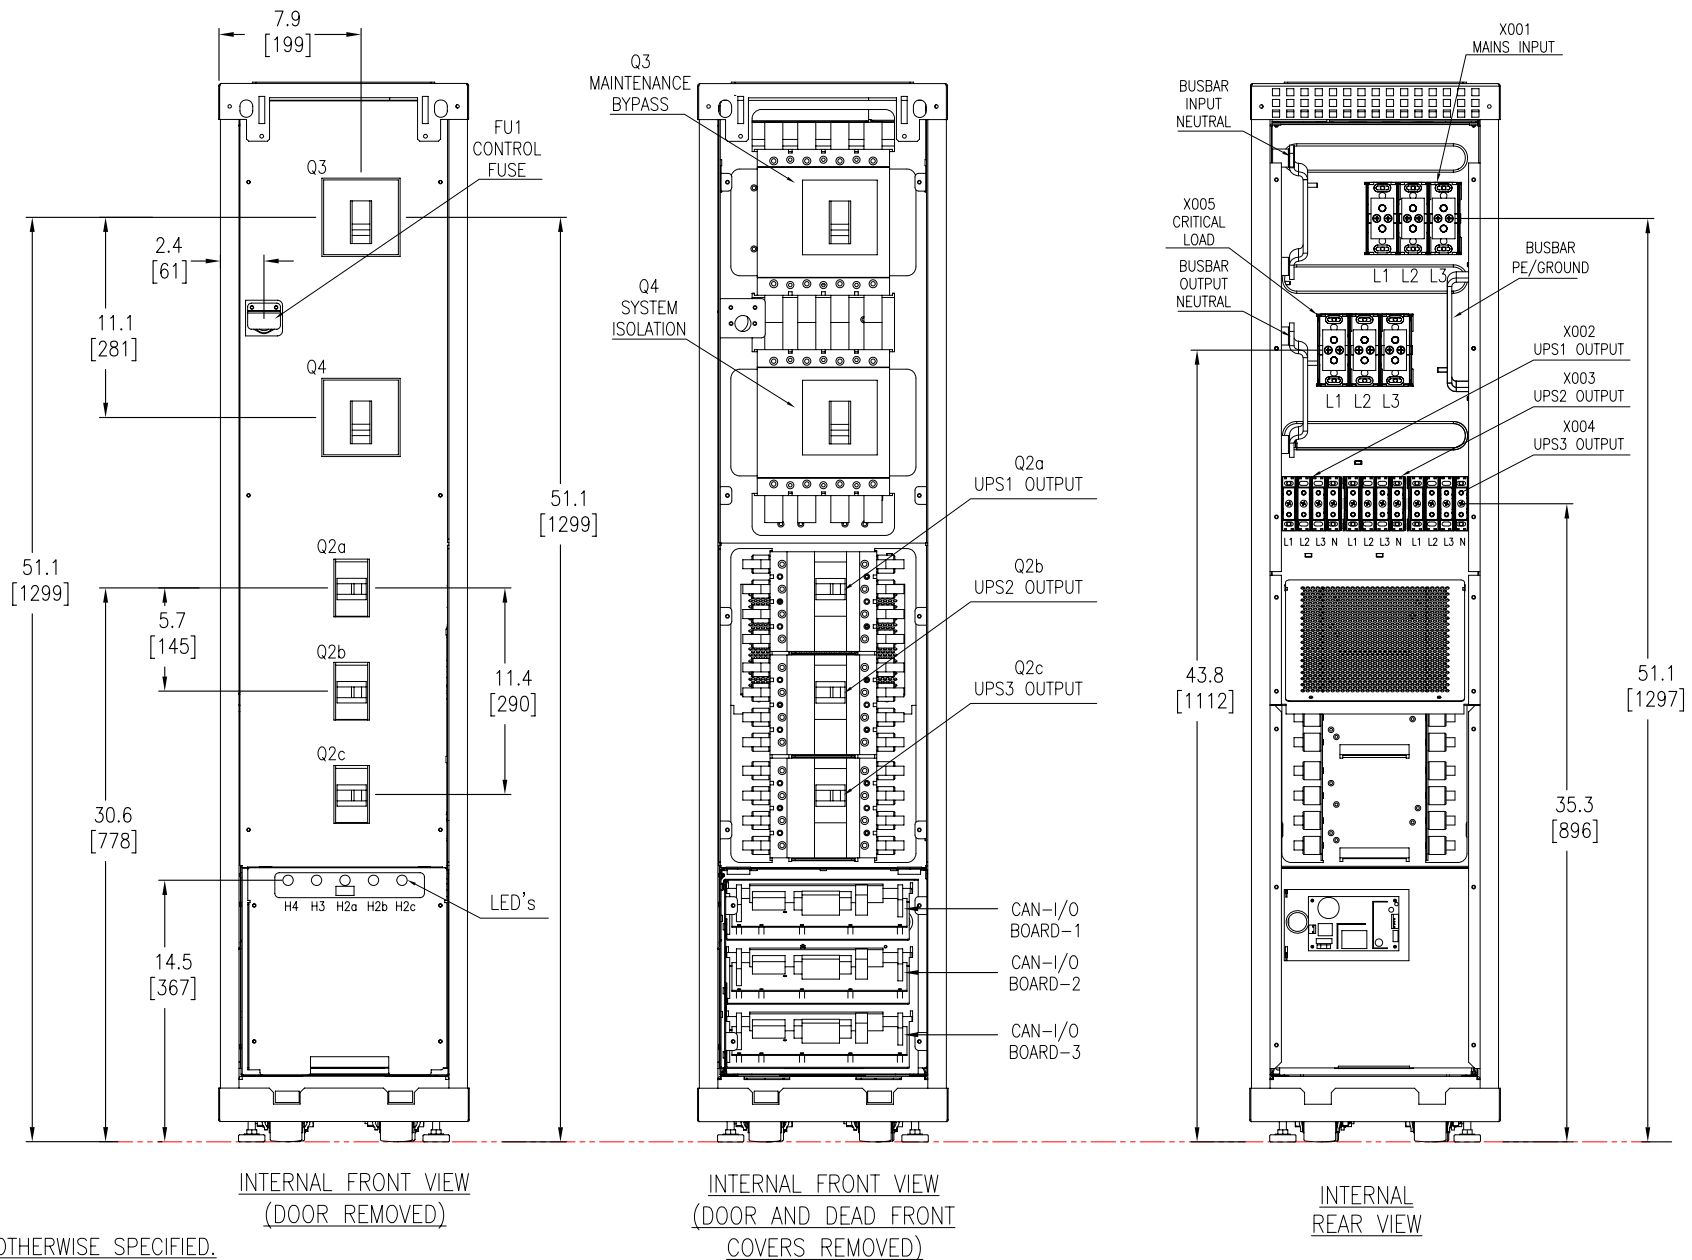 7.9
[199]
FU1
CONTROL
FUSE
Q3
2.4
[61]
11.1
[281]
Q4
51.1
[1299]
51.1
[1299]
Q2a
5.7
[145]
Q2b
11.4
[290]
Q2c
30.6
[778]
H4 H3 H2a H2b H2c
LED's
14.5
[367]
INTERNAL FRONT VIEW
(DOOR REMOVED)
OTHERWISE SPECIFIED.
Q3
MAINTENANCE
BYPASS
Q4
SYSTEM
ISOLATION
Q2a
UPS1 OUTPUT
Q2b
UPS2 OUTPUT
Q2c
UPS3 OUTPUT
CAN-I/O
BOARD-1
CAN-I/O
BOARD-2
CAN-I/O
BOARD-3
INTERNAL FRONT VIEW
(DOOR AND DEAD FRONT
COVERS REMOVED)
X001
MAINS INPUT
BUSBAR
INPUT
NEUTRAL
X005
CRITICAL
LOAD
BUSBAR
OUTPUT
NEUTRAL
L1 L2 L3
BUSBAR
PE/GROUND
L1 L2 L3
X002
UPS1 OUTPUT
X003
UPS2 OUTPUT
X004
UPS3 OUTPUT
L1 L2 L3 N L1 L2 L3 N L1 L2 L3 N
43.8
[1112]
51.1
[1297]
35.3
[896]
INTERNAL
REAR VIEW